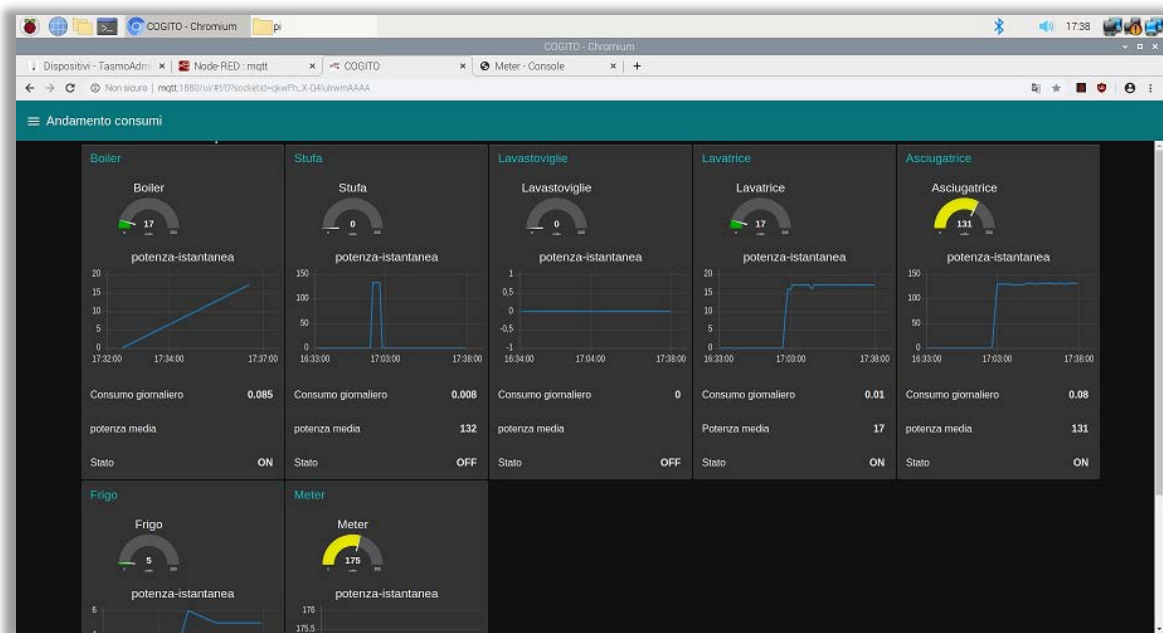 COGITO - Chromium
pi
17:38
COGITO - Chromium
Dispositivi - TasmoAdm
Node-RED : mqtt
COGITO
Meter - Console
Non sicuro | mqtt:1880/ui/#!/0?socketid=
Andamento consumi
Boiler
Boiler
17
potenza-istantanea
20
15
10
5
0
17:32:00 17:34:00 17:37:00
Consumo giornaliero 0.085
potenza media
Stato ON
Stufa
Stufa
0
potenza-istantanea
150
100
50
0
16:33:00 17:03:00 17:38:00
Consumo giornaliero 0.008
potenza media 132
Stato OFF
Lavastoviglie
Lavastoviglie
0
potenza-istantanea
1
0,5
0
-0,5
-1
16:34:00 17:04:00 17:38:00
Consumo giornaliero 0
potenza media
Stato OFF
Lavatrice
Lavatrice
17
potenza-istantanea
20
15
10
5
0
16:33:00 17:03:00 17:38:00
Consumo giornaliero 0.01
Potenza media 17
Stato ON
Asciugatrice
Asciugatrice
131
potenza-istantanea
150
100
50
0
16:33:00 17:03:00 17:38:00
Consumo giornaliero 0.08
potenza media 131
Stato ON
Frigo
Frigo
5
potenza-istantanea
6
Meter
Meter
175
potenza-istantanea
176
175,5